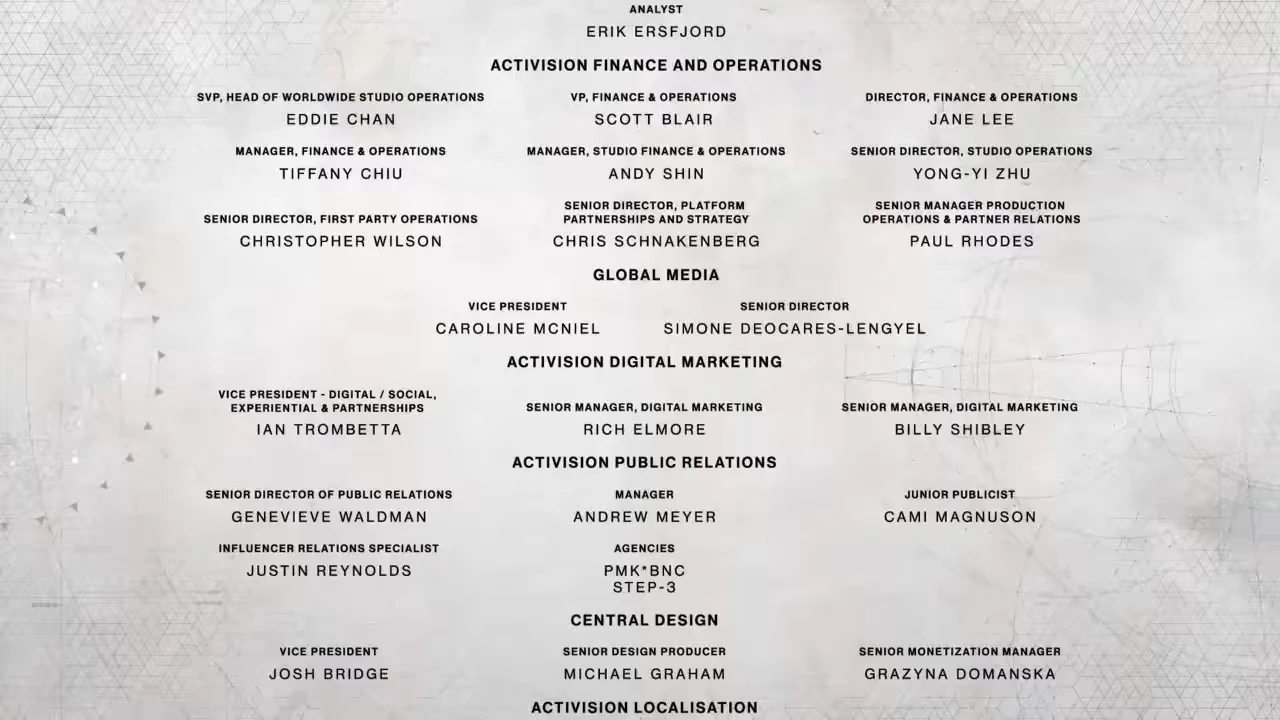 ANALYST
ERIK ERSFJORD
ACTIVISION FINANCE AND OPERATIONS
SVP, HEAD OF WORLDWIDE STUDIO OPERATIONS
EDDIE CHAN
VP, FINANCE & OPERATIONS
SCOTT BLAIR
DIRECTOR, FINANCE & OPERATIONS
JANE LEE
MANAGER, FINANCE & OPERATIONS
TIFFANY CHIU
MANAGER, STUDIO FINANCE & OPERATIONS
ANDY SHIN
SENIOR DIRECTOR, STUDIO OPERATIONS
YONG-YI ZHU
SENIOR DIRECTOR, FIRST PARTY OPERATIONS
CHRISTOPHER WILSON
SENIOR DIRECTOR, PLATFORM
PARTNERSHIPS AND STRATEGY
CHRIS SCHNAKENBERG
SENIOR MANAGER PRODUCTION
OPERATIONS & PARTNER RELATIONS
PAUL RHODES
GLOBAL MEDIA
VICE PRESIDENT
CAROLINE MCNIEL
SENIOR DIRECTOR
SIMONE DEOCARES-LENGYEL
ACTIVISION DIGITAL MARKETING
VICE PRESIDENT - DIGITAL / SOCIAL,
EXPERIENTIAL & PARTNERSHIPS
IAN TROMBETTA
SENIOR MANAGER, DIGITAL MARKETING
RICH ELMORE
SENIOR MANAGER, DIGITAL MARKETING
BILLY SHIBLEY
ACTIVISION PUBLIC RELATIONS
SENIOR DIRECTOR OF PUBLIC RELATIONS
GENEVIEVE WALDMAN
MANAGER
ANDREW MEYER
JUNIOR PUBLICIST
CAMI MAGNUSON
INFLUENCER RELATIONS SPECIALIST
JUSTIN REYNOLDS
AGENCIES
PMK*BNC
STEP-3
CENTRAL DESIGN
VICE PRESIDENT
JOSH BRIDGE
SENIOR DESIGN PRODUCER
MICHAEL GRAHAM
SENIOR MONETIZATION MANAGER
GRAZYNA DOMANSKA
ACTIVISION LOCALISATION